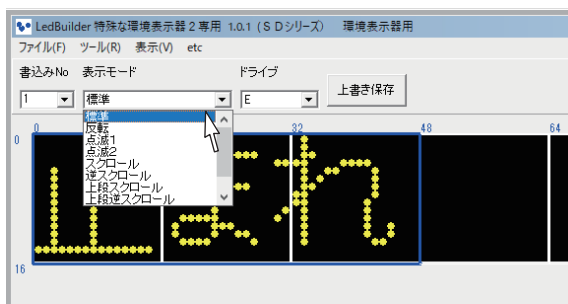 LedBuilder 特殊な環境表示器２専用 1.0.1 (ＳＤシリーズ) 環境表示器用
ファイル(F) ツール(R) 表示(V) etc
書込みNo 表示モード ドライブ
1 標準 E 上書き保存
標準
反転
点滅1
点滅2
スクロール
逆スクロール
上段スクロール
上段逆スクロール
0 32 48 64
0
止まれ
16